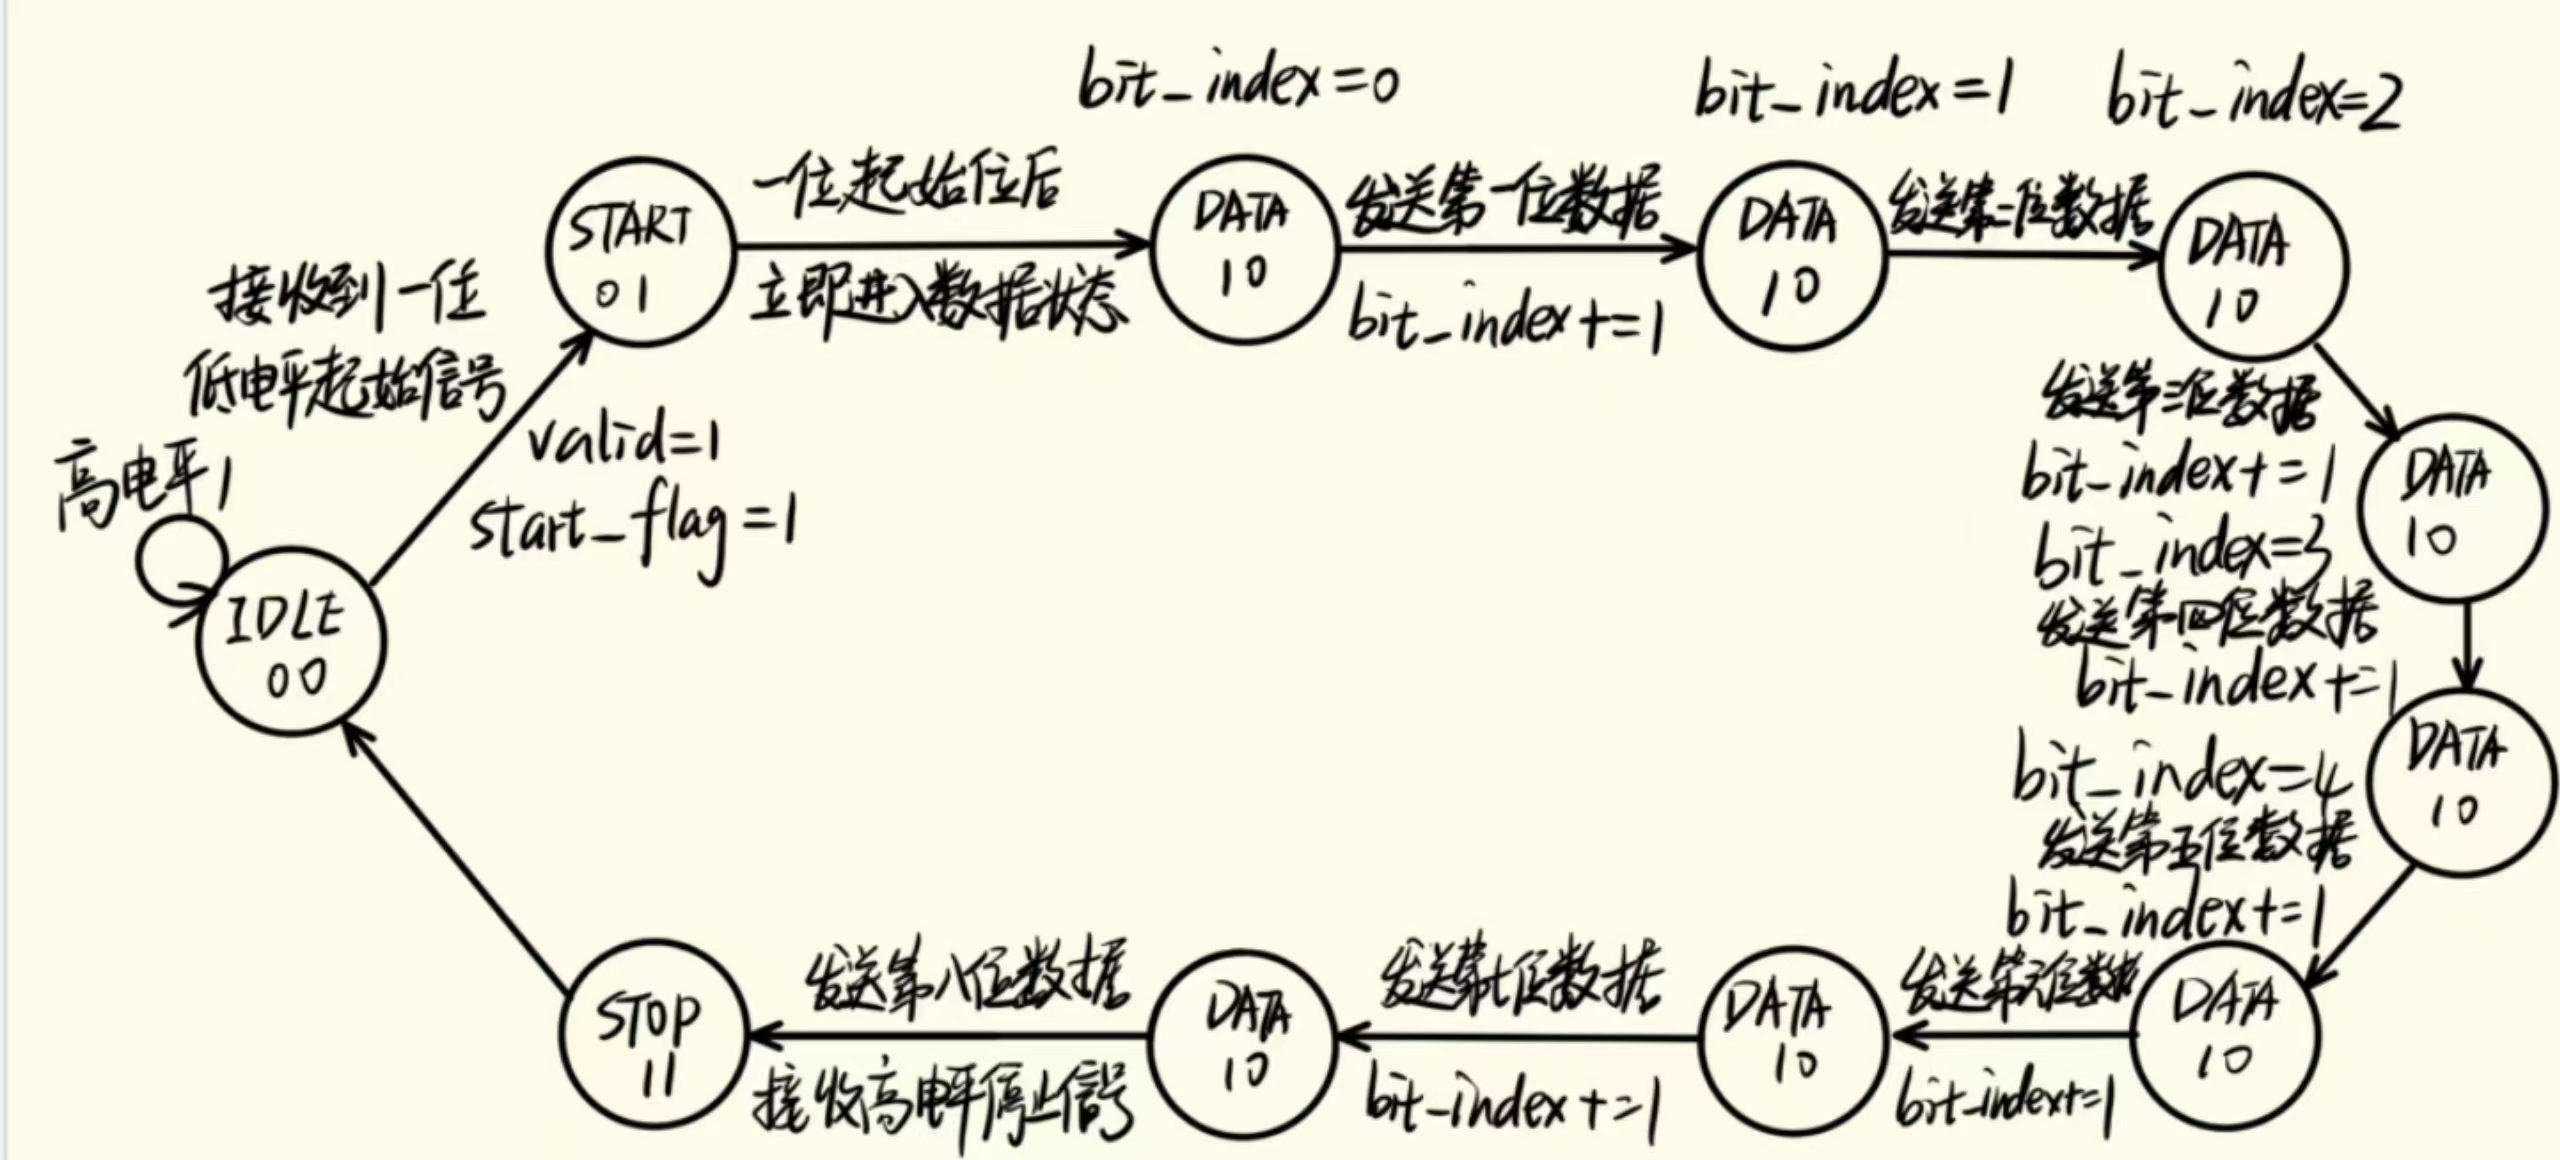 bit_index=0
bit_index=1
bit_index=2
START
01
一位起始位后
立即进入数据状态
DATA
10
发送第一位数据
bit_index+=1
DATA
10
发送第二位数据
DATA
10
接收到一位
低电平起始信号
valid=1
start_flag=1
高电平1
IDLE
00
发送第三位数据
bit_index+=1
DATA
10
bit_index=3
发送第四位数据
bit_index+=1
DATA
10
bit_index=4
发送第五位数据
bit_index+=1
DATA
10
发送第六位数据
bit_index+=1
DATA
10
发送第七位数据
bit_index+=1
DATA
10
发送第八位数据
接收高电平停止信号
STOP
11